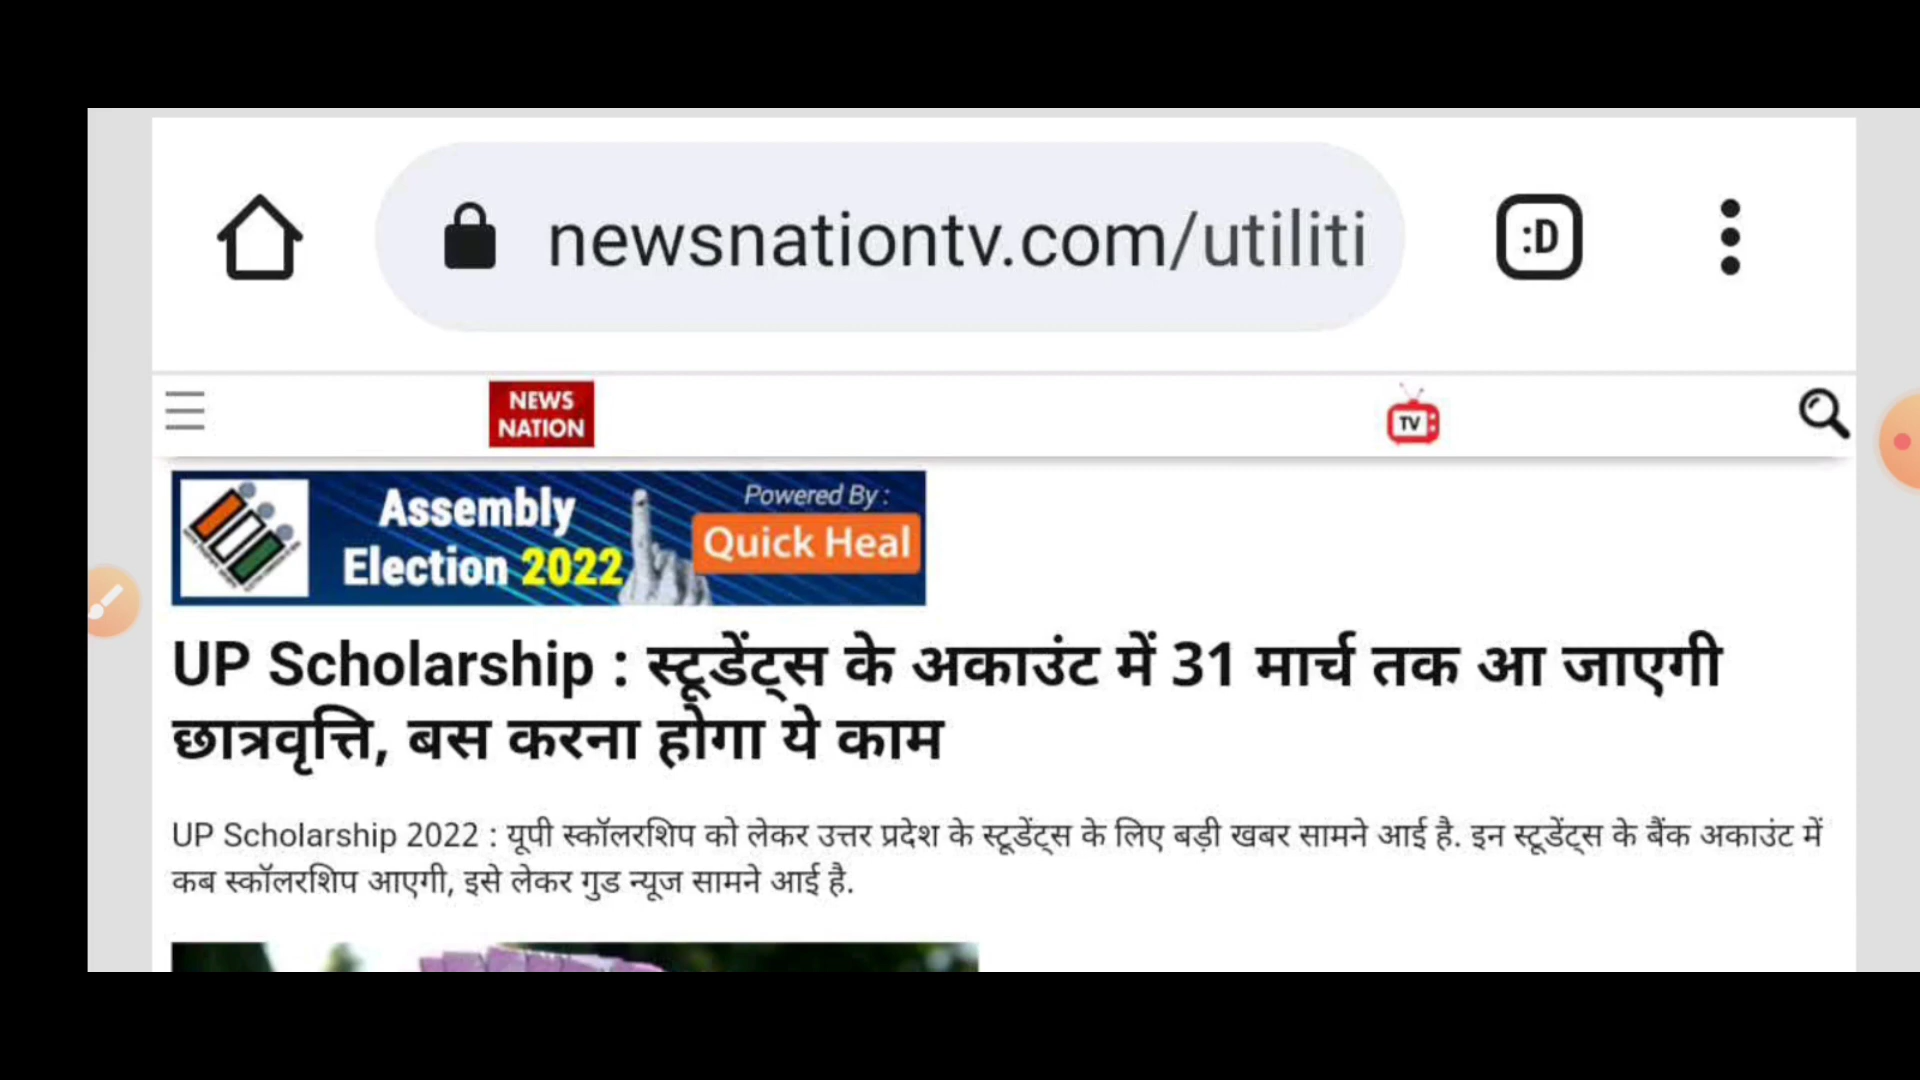 newsnationtv.com/utiliti
:D
NEWS
NATION
TV
Assembly
Election 2022
Powered By :
Quick Heal
UP Scholarship : स्टूडेंट्स के अकाउंट में 31 मार्च तक आ जाएगी
छात्रवृत्ति, बस करना होगा ये काम
UP Scholarship 2022 : यूपी स्कॉलरशिप को लेकर उत्तर प्रदेश के स्टूडेंट्स के लिए बड़ी खबर सामने आई है. इन स्टूडेंट्स के बैंक अकाउंट में
कब स्कॉलरशिप आएगी, इसे लेकर गुड न्यूज सामने आई है.